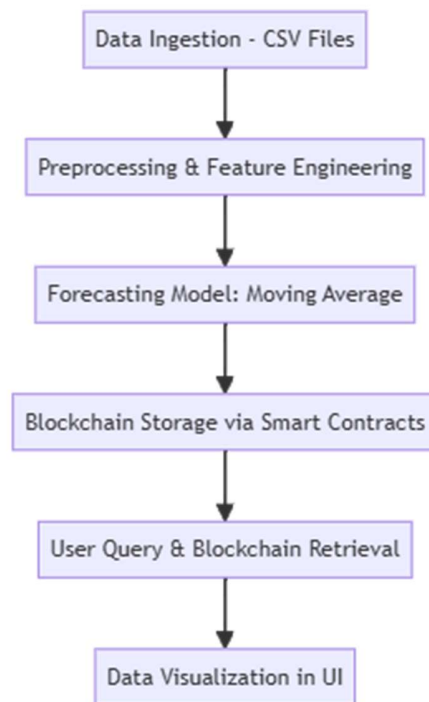 Data Ingestion - CSV Files
Preprocessing & Feature Engineering
Forecasting Model: Moving Average
Blockchain Storage via Smart Contracts
User Query & Blockchain Retrieval
Data Visualization in UI